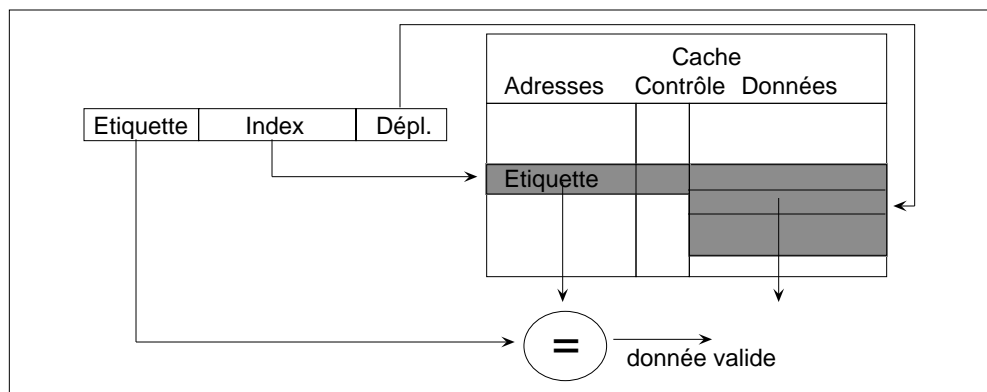 Cache
Adresses Contrôle Données
Etiquette Index Dépl.
Etiquette
=
donnée valide